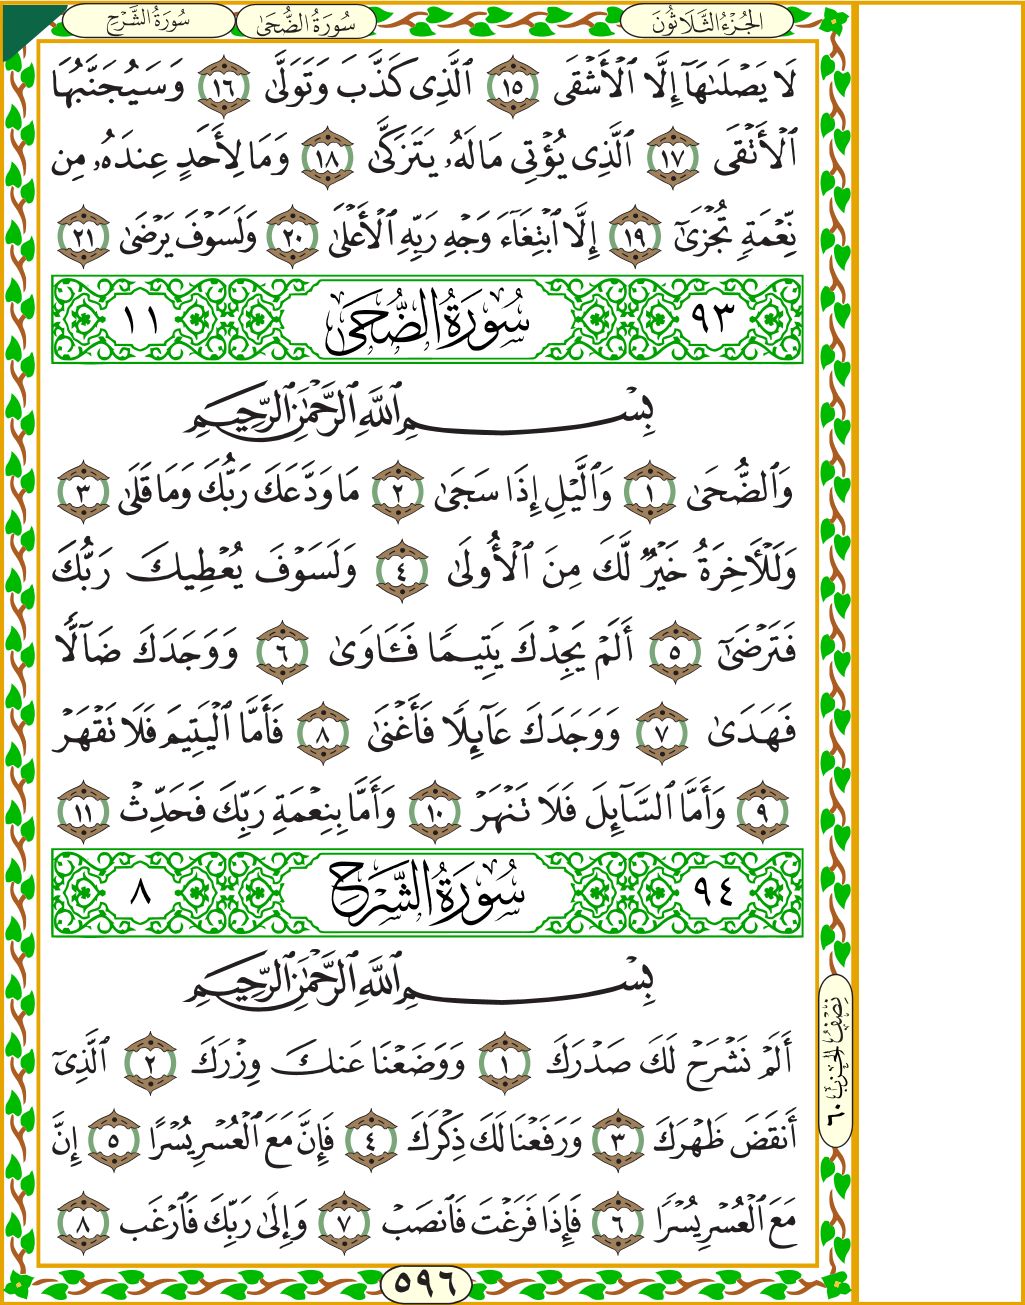 الجُزْءُ الثَّلَاثُونَ سُورَةُ الضُّحَىٰ سُورَةُ الشَّرْحِ
لَا يَصْلَىٰهَآ إِلَّا ٱلْأَشْقَى ١٥ ٱلَّذِى كَذَّبَ وَتَوَلَّىٰ ١٦ وَسَيُجَنَّبُهَا
ٱلْأَتْقَى ١٧ ٱلَّذِى يُؤْتِى مَالَهُۥ يَتَزَكَّىٰ ١٨ وَمَا لِأَحَدٍ عِندَهُۥ مِن
نِّعْمَةٍ تُجْزَىٰٓ ١٩ إِلَّا ٱبْتِغَآءَ وَجْهِ رَبِّهِ ٱلْأَعْلَىٰ ٢٠ وَلَسَوْفَ يَرْضَىٰ ٢١
٩٣ سُورَةُ الضُّحَىٰ ١١
بِسْمِ ٱللَّهِ ٱلرَّحْمَٰنِ ٱلرَّحِيمِ
وَٱلضُّحَىٰ ١ وَٱلَّيْلِ إِذَا سَجَىٰ ٢ مَا وَدَّعَكَ رَبُّكَ وَمَا قَلَىٰ ٣
وَلَلْـَٔاخِرَةُ خَيْرٌ لَّكَ مِنَ ٱلْأُولَىٰ ٤ وَلَسَوْفَ يُعْطِيكَ رَبُّكَ
فَتَرْضَىٰٓ ٥ أَلَمْ يَجِدْكَ يَتِيمًا فَـَٔاوَىٰ ٦ وَوَجَدَكَ ضَآلًّا
فَهَدَىٰ ٧ وَوَجَدَكَ عَآئِلًا فَأَغْنَىٰ ٨ فَأَمَّا ٱلْيَتِيمَ فَلَا تَقْهَرْ
٩ وَأَمَّا ٱلسَّآئِلَ فَلَا تَنْهَرْ ١٠ وَأَمَّا بِنِعْمَةِ رَبِّكَ فَحَدِّثْ ١١
٩٤ سُورَةُ الشَّرْحِ ٨
بِسْمِ ٱللَّهِ ٱلرَّحْمَٰنِ ٱلرَّحِيمِ
أَلَمْ نَشْرَحْ لَكَ صَدْرَكَ ١ وَوَضَعْنَا عَنكَ وِزْرَكَ ٢ ٱلَّذِىٓ
أَنقَضَ ظَهْرَكَ ٣ وَرَفَعْنَا لَكَ ذِكْرَكَ ٤ فَإِنَّ مَعَ ٱلْعُسْرِ يُسْرًا ٥ إِنَّ
مَعَ ٱلْعُسْرِ يُسْرًا ٦ فَإِذَا فَرَغْتَ فَٱنصَبْ ٧ وَإِلَىٰ رَبِّكَ فَٱرْغَب ٨
نِصْفُ الحِزْبِ ٦٠
٥٩٦